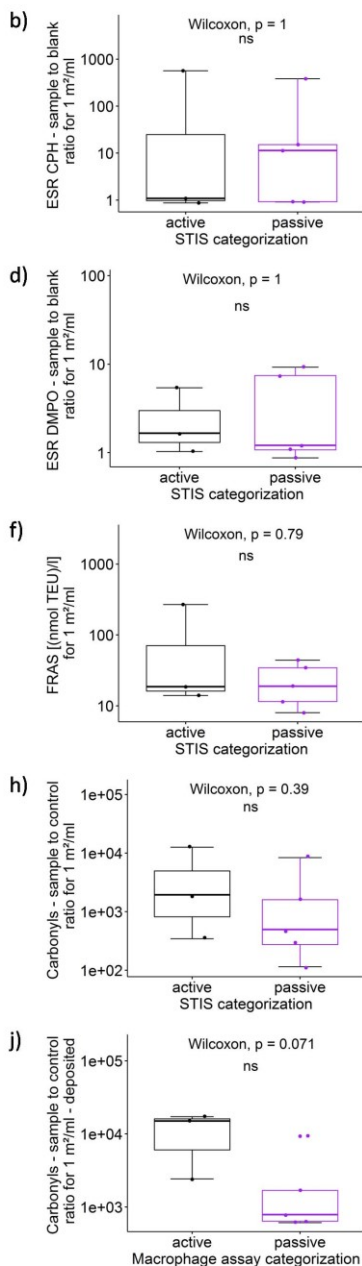 b)
Wilcoxon, p = 1
ns
ESR CPH - sample to blank
ratio for 1 m²/ml
1000
100
10
1
active passive
STIS categorization
d)
Wilcoxon, p = 1
ns
ESR DMPO - sample to blank
ratio for 1 m²/ml
100
10
1
active passive
STIS categorization
f)
Wilcoxon, p = 0.79
ns
FRAS [(nmol TEU)/l]
for 1 m²/ml
1000
100
10
active passive
STIS categorization
h)
Wilcoxon, p = 0.39
ns
Carbonyls - sample to control
ratio for 1 m²/ml
1e+05
1e+04
1e+03
1e+02
active passive
STIS categorization
j)
Wilcoxon, p = 0.071
ns
Carbonyls - sample to control
ratio for 1 m²/ml - deposited
1e+05
1e+04
1e+03
active passive
Macrophage assay categorization